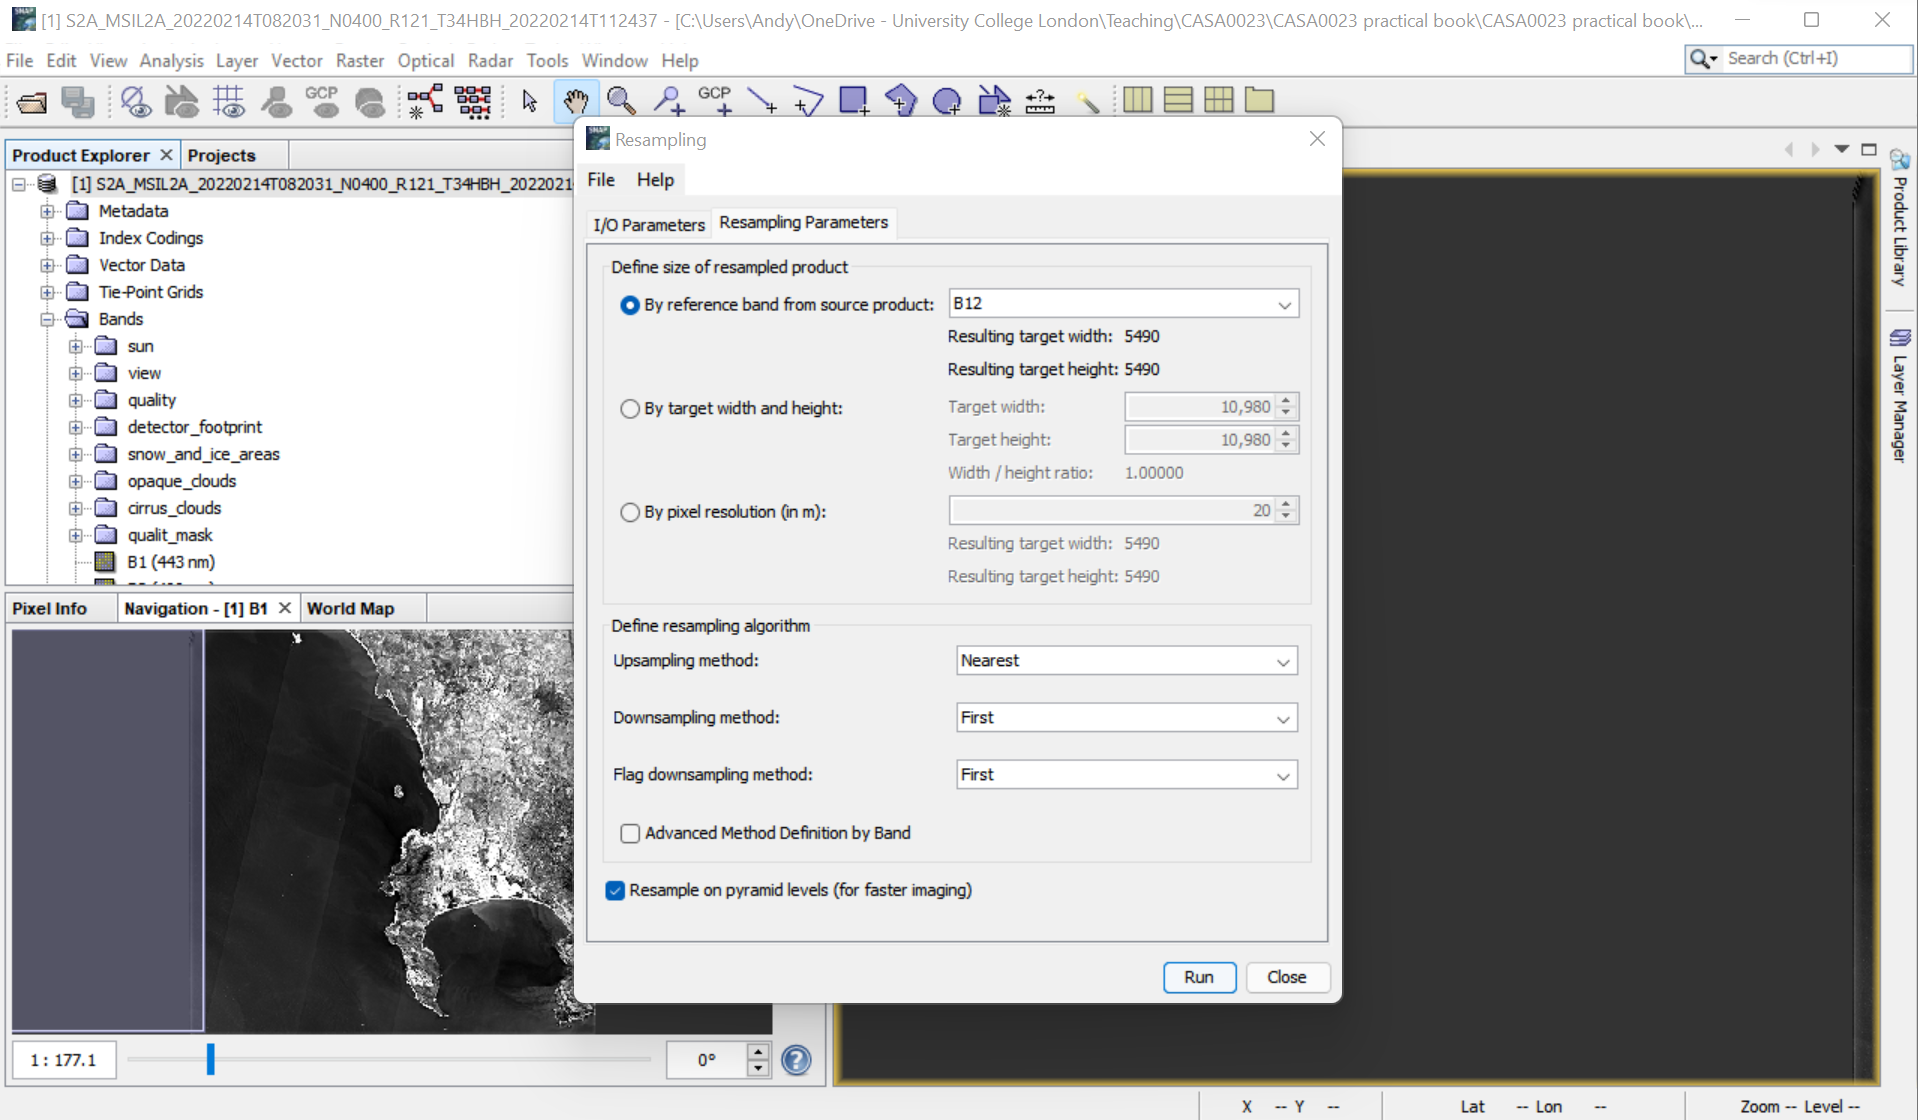 [1] S2A_MSIL2A_20220214T082031_N0400_R121_T34HBH_20220214T112437 - [C:\Users\Andy\OneDrive - University College London\Teaching\CASA0023\CASA0023 practical book\CASA0023 practical book\...
File Edit View Analysis Layer Vector Raster Optical Radar Tools Window Help
Search (Ctrl+I)
GCP
GCP
Product Explorer
Projects
[1] S2A_MSIL2A_20220214T082031_N0400_R121_T34HBH_202202
Metadata
Index Codings
Vector Data
Tie-Point Grids
Bands
sun
view
quality
detector_footprint
snow_and_ice_areas
opaque_clouds
cirrus_clouds
qualit_mask
B1 (443 nm)
Pixel Info
Navigation - [1] B1
World Map
1 : 177.1
0°
Resampling
File Help
I/O Parameters
Resampling Parameters
Define size of resampled product
By reference band from source product: B12
Resulting target width: 5490
Resulting target height: 5490
By target width and height:
Target width: 10,980
Target height: 10,980
Width / height ratio: 1.00000
By pixel resolution (in m): 20
Resulting target width: 5490
Resulting target height: 5490
Define resampling algorithm
Upsampling method: Nearest
Downsampling method: First
Flag downsampling method: First
Advanced Method Definition by Band
Resample on pyramid levels (for faster imaging)
Run
Close
Product Library
Layer Manager
X -- Y --
Lat -- Lon --
Zoom -- Level --